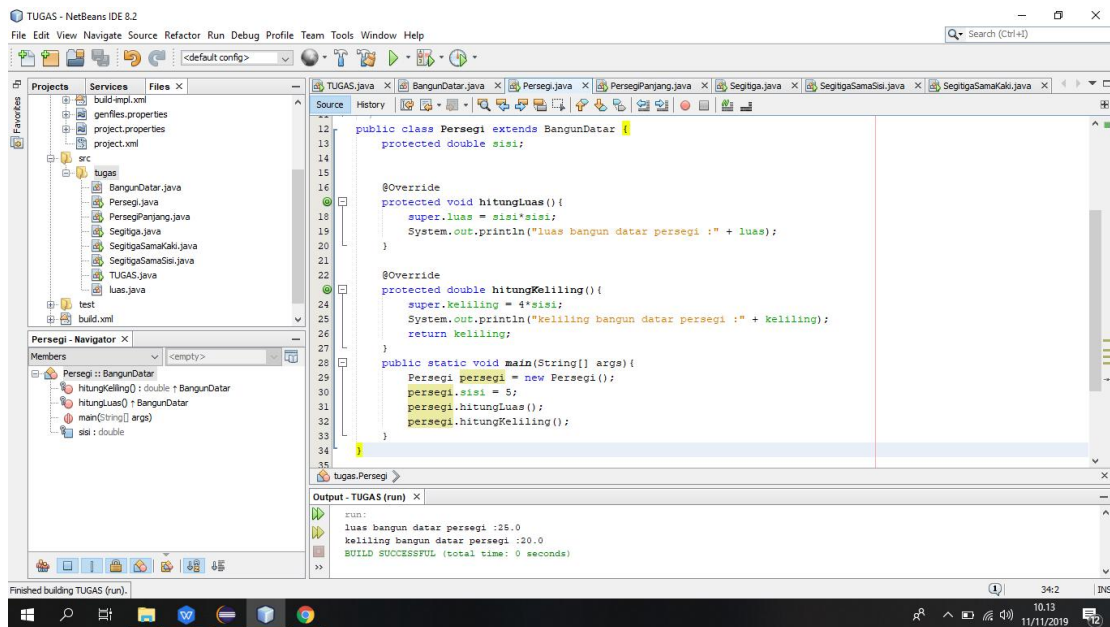 TUGAS - NetBeans IDE 8.2
File Edit View Navigate Source Refactor Run Debug Profile Team Tools Window Help
Search (Ctrl+I)
<default config>
Projects Services Files
TUGAS.java BangunDatar.java Persegi.java PersegiPanjang.java Segitiga.java SegitigaSamaSisi.java SegitigaSamaKaki.java
Favorites
build-impl.xml
genfiles.properties
project.properties
project.xml
src
tugas
BangunDatar.java
Persegi.java
PersegiPanjang.java
Segitiga.java
SegitigaSamaKaki.java
SegitigaSamaSisi.java
TUGAS.java
luas.java
test
build.xml
Persegi - Navigator
Members <empty>
Persegi :: BangunDatar
hitungKeliling() : double ↑ BangunDatar
hitungLuas() ↑ BangunDatar
main(String[] args)
sisi : double
Source History
12 public class Persegi extends BangunDatar {
13 protected double sisi;
14
15
16 @Override
protected void hitungLuas(){
18 super.luas = sisi*sisi;
19 System.out.println("luas bangun datar persegi :" + luas);
20 }
21
22 @Override
protected double hitungKeliling(){
24 super.keliling = 4*sisi;
25 System.out.println("keliling bangun datar persegi :" + keliling);
26 return keliling;
27 }
28 public static void main(String[] args){
29 Persegi persegi = new Persegi();
30 persegi.sisi = 5;
31 persegi.hitungLuas();
32 persegi.hitungKeliling();
33 }
34 }
35
tugas.Persegi
Output - TUGAS (run)
run:
luas bangun datar persegi :25.0
keliling bangun datar persegi :20.0
BUILD SUCCESSFUL (total time: 0 seconds)
Finished building TUGAS (run).
1 34:2 INS
10.13
11/11/2019
12